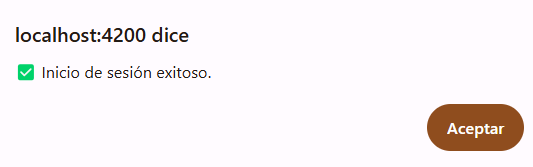 localhost:4200 dice
✅ Inicio de sesión exitoso.
Aceptar